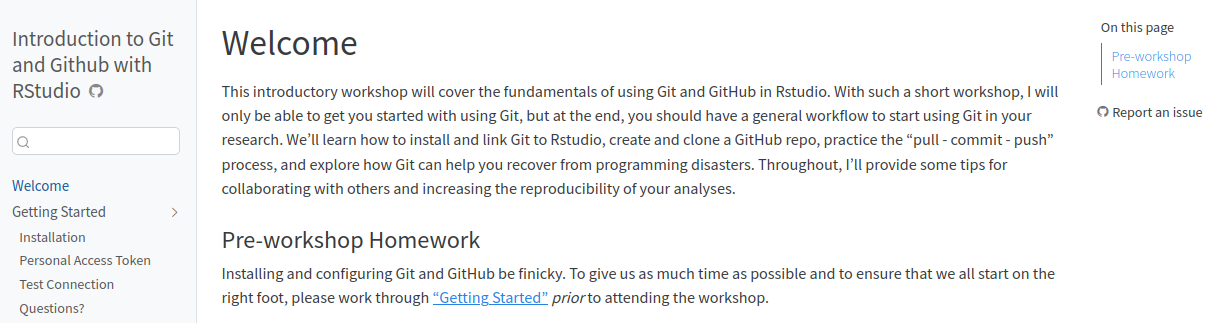 Introduction to Git
and Github with
RStudio
Welcome
Getting Started
Installation
Personal Access Token
Test Connection
Questions?
Welcome
This introductory workshop will cover the fundamentals of using Git and GitHub in Rstudio. With such a short workshop, I will
only be able to get you started with using Git, but at the end, you should have a general workflow to start using Git in your
research. We’ll learn how to install and link Git to Rstudio, create and clone a GitHub repo, practice the “pull - commit - push”
process, and explore how Git can help you recover from programming disasters. Throughout, I’ll provide some tips for
collaborating with others and increasing the reproducibility of your analyses.
Pre-workshop Homework
Installing and configuring Git and GitHub be finicky. To give us as much time as possible and to ensure that we all start on the
right foot, please work through “Getting Started” prior to attending the workshop.
On this page
Pre-workshop
Homework
Report an issue